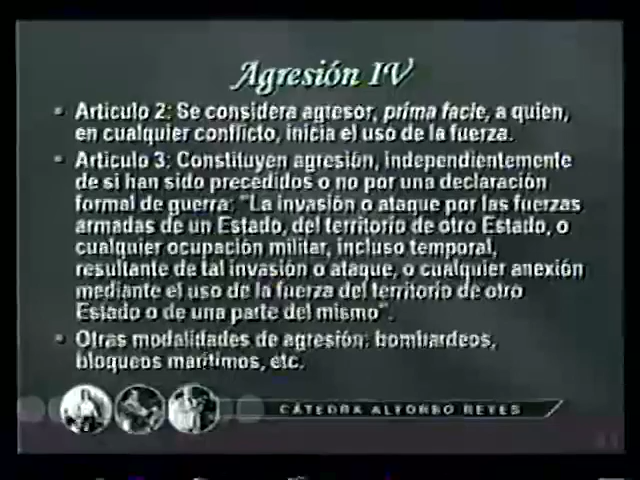 Agresión IV
Artículo 2: Se considera agresor, prima facie, a quien,
en cualquier conflicto, inicia el uso de la fuerza.
Artículo 3: Constituyen agresión, independientemente
de si han sido precedidos o no por una declaración
formal de guerra: "La invasión o ataque por las fuerzas
armadas de un Estado, del territorio de otro Estado, o
cualquier ocupación militar, incluso temporal,
resultante de tal invasión o ataque, o cualquier anexión
mediante el uso de la fuerza del territorio de otro
Estado o de una parte del mismo".
Otras modalidades de agresión: bombardeos,
bloqueos marítimos, etc.
CÁTEDRA ALFONSO REYES